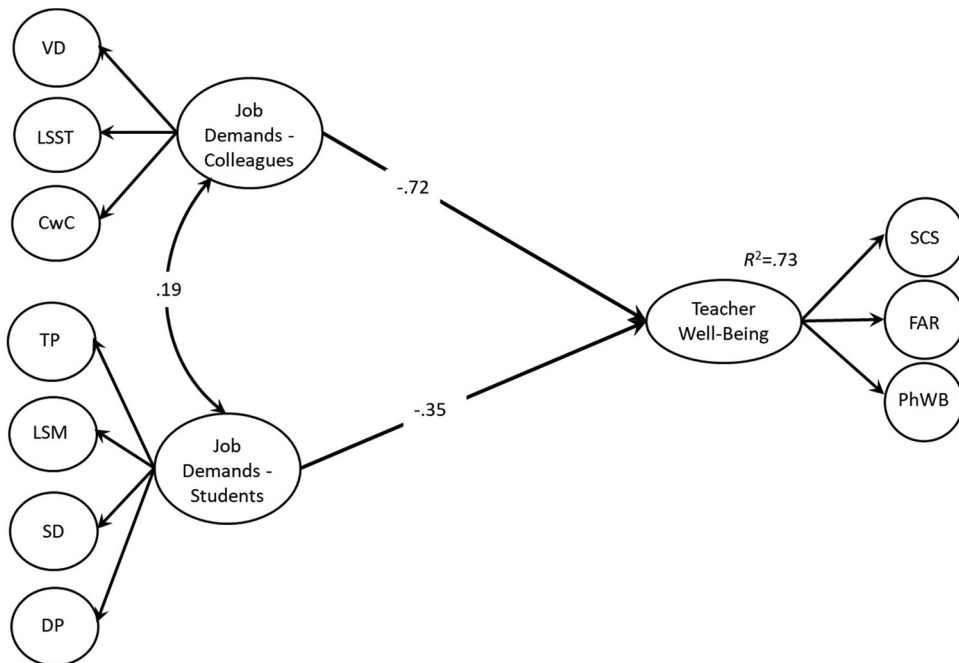 VD
LSST
CwC
Job
Demands -
Colleagues
-.72
.19
TP
LSM
SD
DP
Job
Demands -
Students
-.35
R²=.73
Teacher
Well-Being
SCS
FAR
PhWB